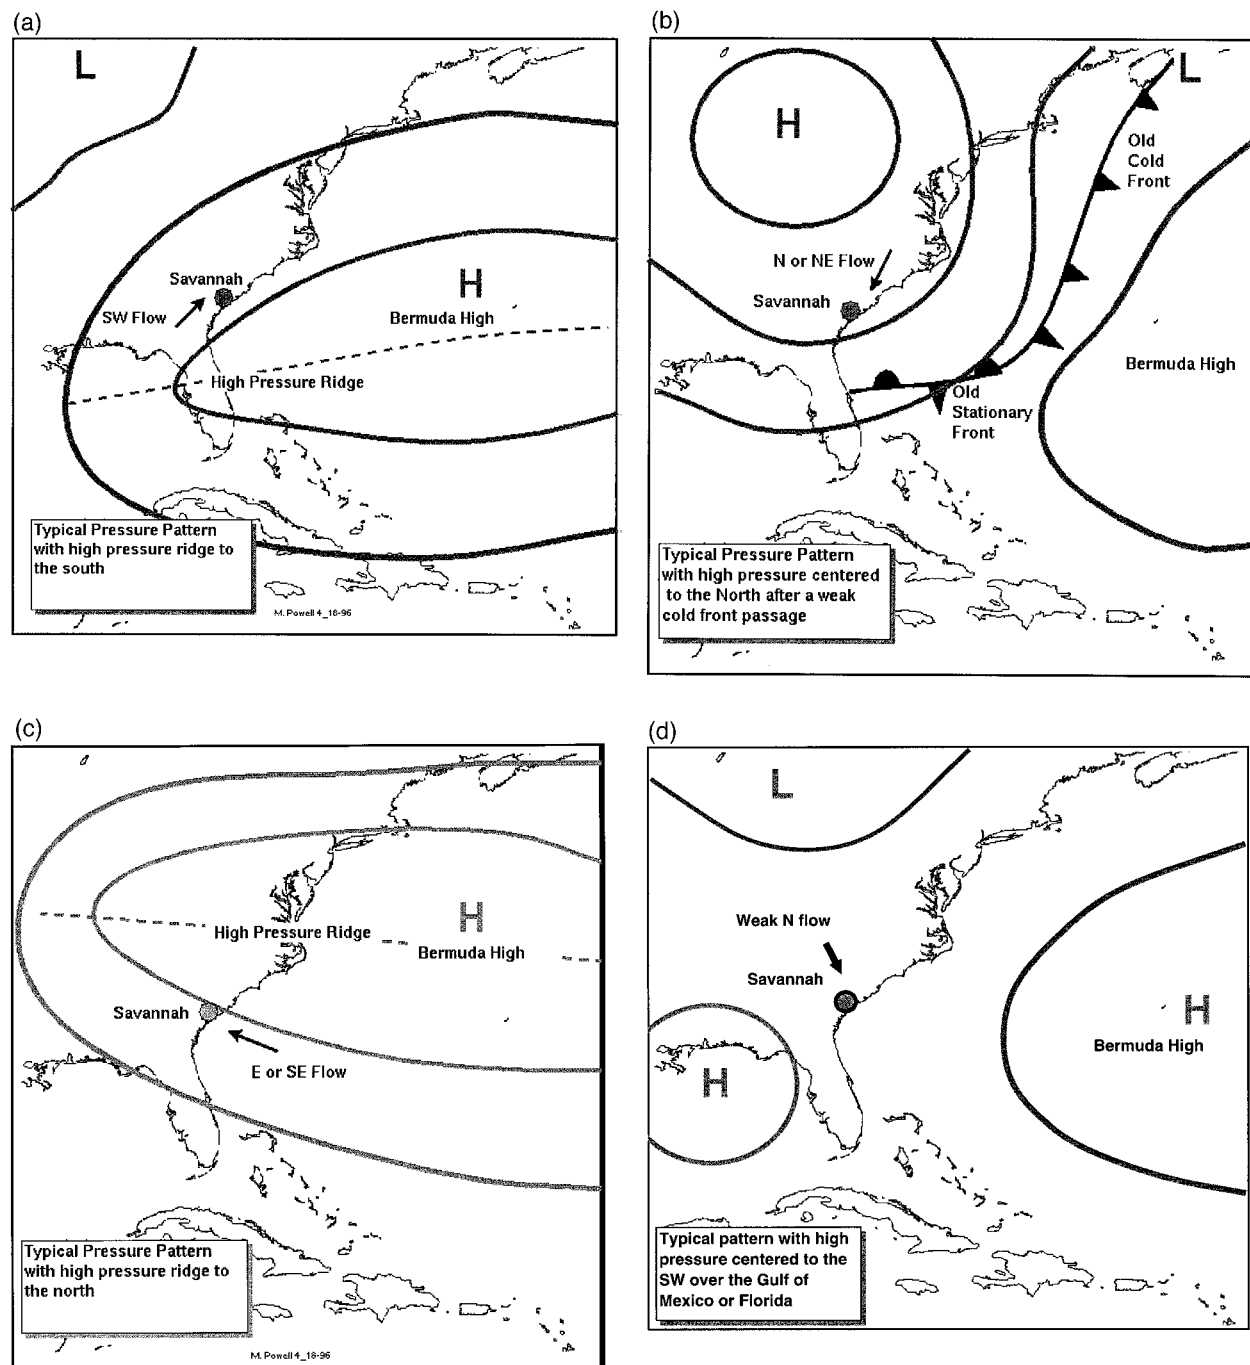 (a)
L
Savannah
SW Flow
H
Bermuda High
High Pressure Ridge
Typical Pressure Pattern
with high pressure ridge to
the south
M. Powell 4_18-96
(b)
H
L
Old
Cold
Front
N or NE Flow
Savannah
Bermuda High
Old
Stationary
Front
Typical Pressure Pattern
with high pressure centered
to the North after a weak
cold front passage
(c)
H
High Pressure Ridge
Bermuda High
Savannah
E or SE Flow
Typical Pressure Pattern
with high pressure ridge to
the north
M. Powell 4_18-96
(d)
L
Weak N flow
Savannah
H
Bermuda High
H
Typical pattern with high
pressure centered to the
SW over the Gulf of
Mexico or Florida